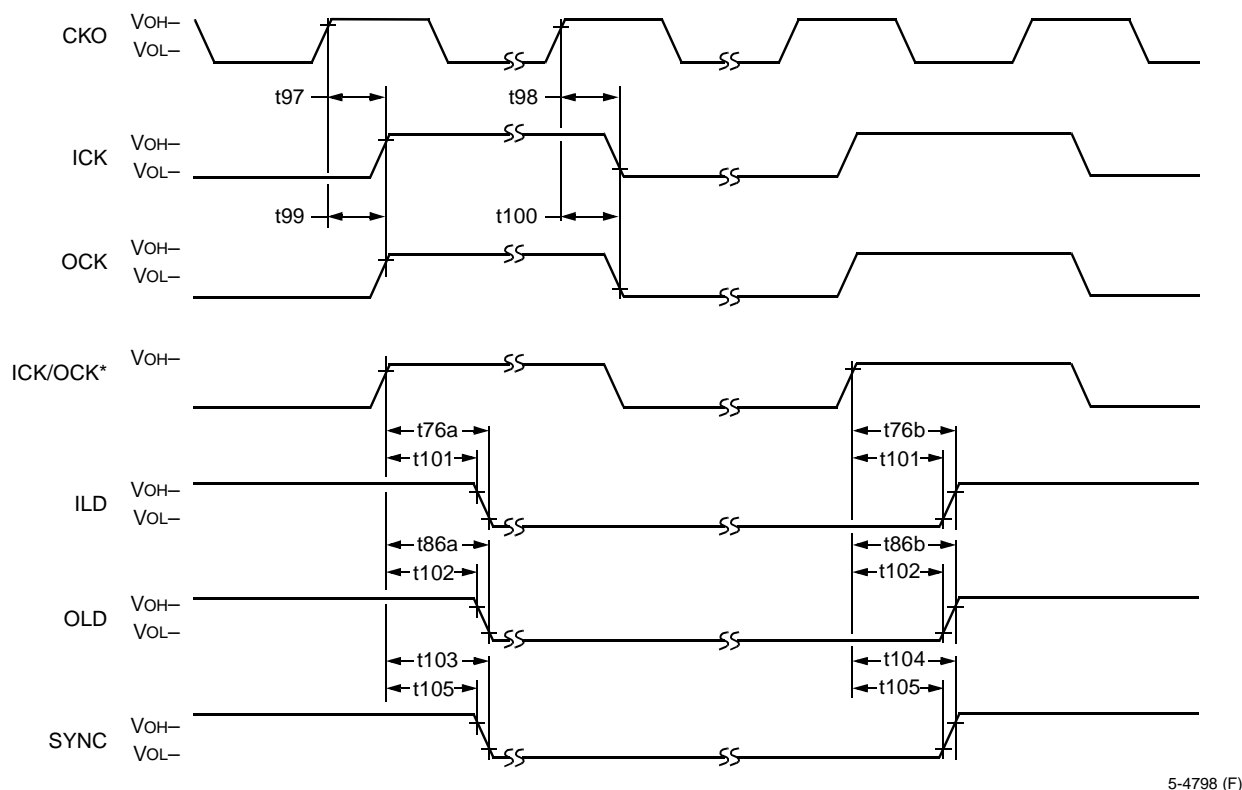 CKO VOH–
VOL–
t97 t98
ICK VOH–
VOL–
t99 t100
OCK VOH–
VOL–
ICK/OCK* VOH–
t76a t76b
t101 t101
ILD VOH–
VOL–
t86a t86b
t102 t102
OLD VOH–
VOL–
t103 t104
t105 t105
SYNC VOH–
VOL–
5-4798 (F)